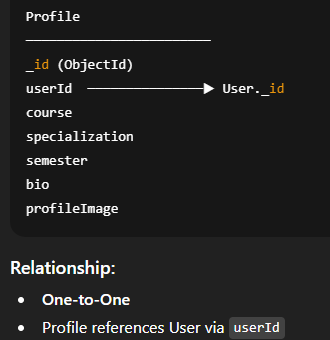 Profile
_id (ObjectId)
userId ─────────────▶ User._id
course
specialization
semester
bio
profileImage
Relationship:
• One-to-One
• Profile references User via userId